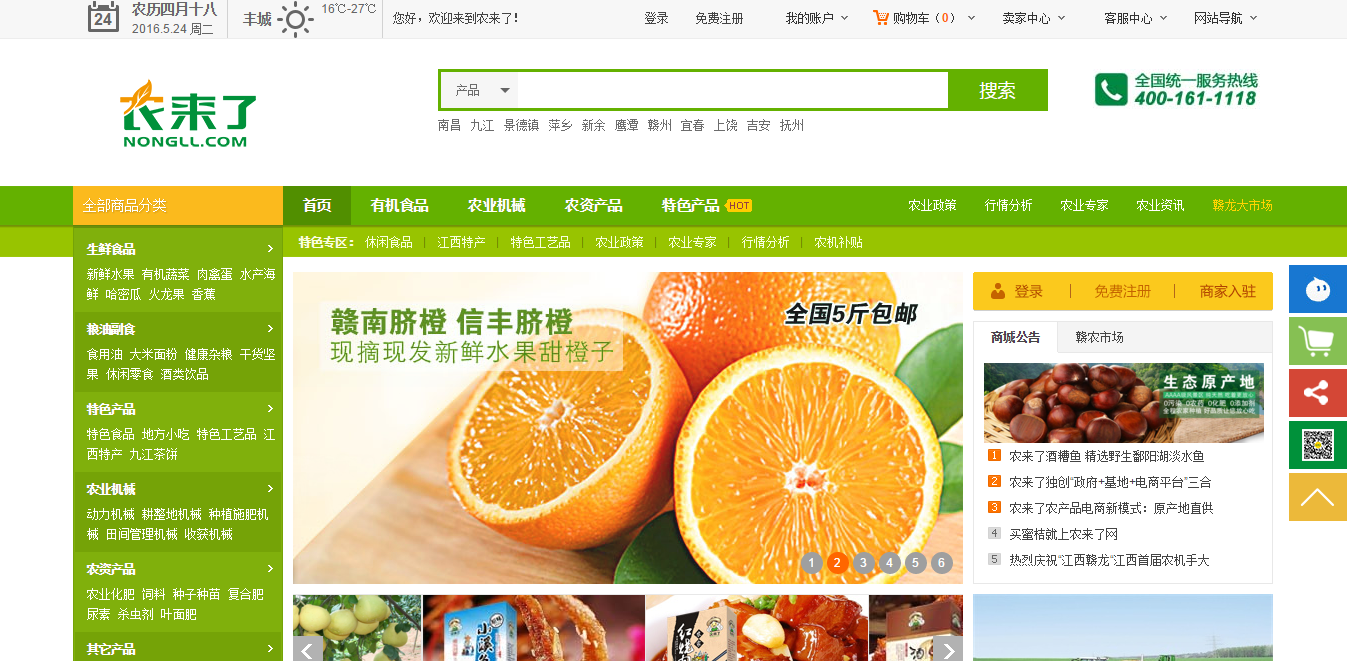 24 农历四月十八
2016.5.24 周二
丰城 16℃-27℃
您好，欢迎来到农来了！
登录 免费注册 我的账户 购物车（0） 卖家中心 客服中心 网站导航
农来了
NONGLL.COM
产品 搜索
南昌 九江 景德镇 萍乡 新余 鹰潭 赣州 宜春 上饶 吉安 抚州
全国统一服务热线
400-161-1118
全部商品分类 首页 有机食品 农业机械 农资产品 特色产品 HOT 农业政策 行情分析 农业专家 农业资讯 赣龙大市场
特色专区： 休闲食品 江西特产 特色工艺品 农业政策 农业专家 行情分析 农机补贴
生鲜食品
新鲜水果 有机蔬菜 肉禽蛋 水产海
鲜 哈密瓜 火龙果 香蕉
粮油副食
食用油 大米面粉 健康杂粮 干货坚
果 休闲零食 酒类饮品
特色产品
特色食品 地方小吃 特色工艺品 江
西特产 九江茶饼
农业机械
动力机械 耕整地机械 种植施肥机
械 田间管理机械 收获机械
农资产品
农业化肥 饲料 种子种苗 复合肥
尿素 杀虫剂 叶面肥
其它产品
赣南脐橙 信丰脐橙
现摘现发新鲜水果甜橙子
全国5斤包邮
1 2 3 4 5 6
登录 免费注册 商家入驻
商城公告 赣农市场
生态原产地
1 农来了酒糟鱼 精选野生鄱阳湖淡水鱼
2 农来了独创“政府+基地+电商平台”三合
3 农来了农产品电商新模式：原产地直供
4 买蜜桔就上农来了网
5 热烈庆祝“江西赣龙“江西首届农机手大